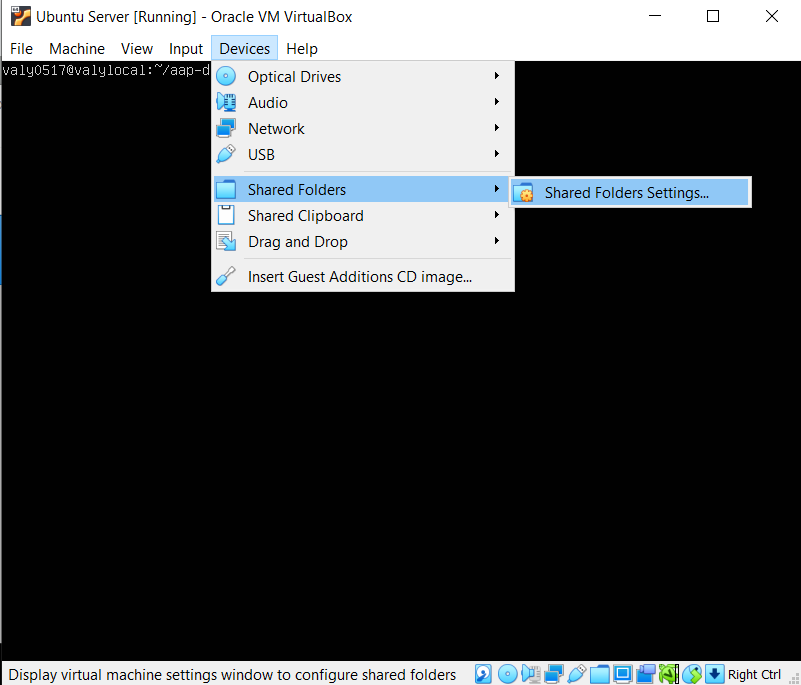 Ubuntu Server [Running] - Oracle VM VirtualBox
File Machine View Input Devices Help
valy0517@valylocal:~/aap-d
Optical Drives
Audio
Network
USB
Shared Folders
Shared Folders Settings...
Shared Clipboard
Drag and Drop
Insert Guest Additions CD image...
Display virtual machine settings window to configure shared folders Right Ctrl